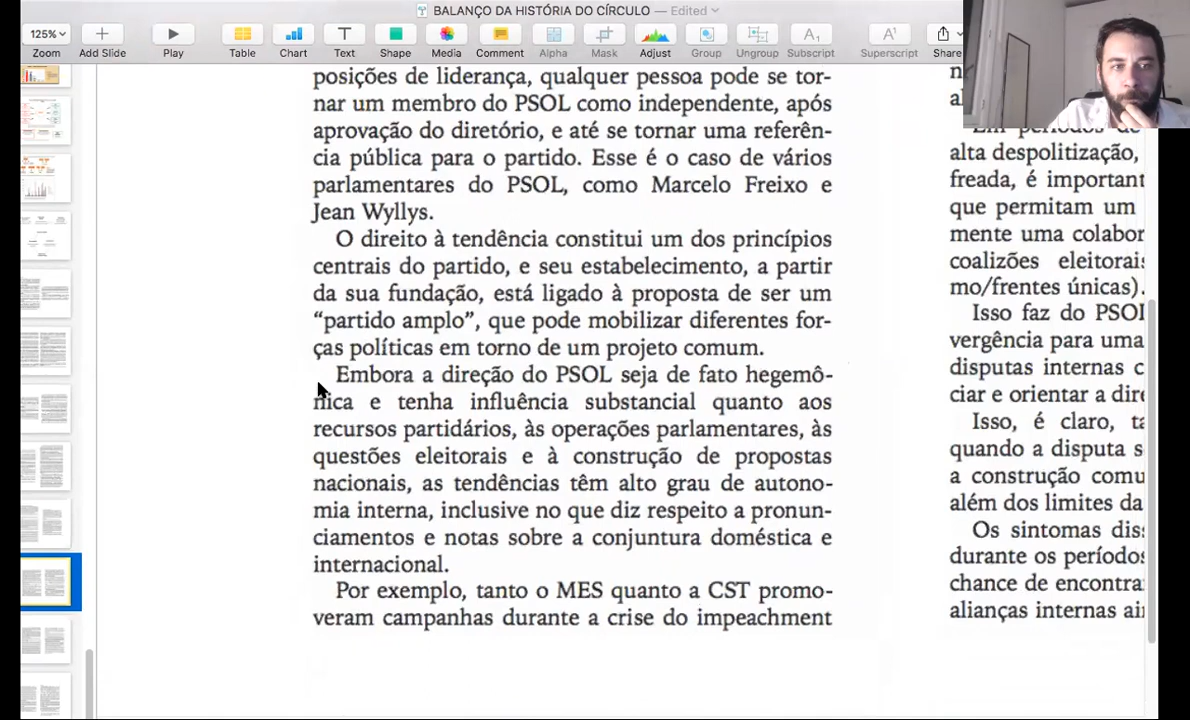 BALANÇO DA HISTÓRIA DO CÍRCULO — Edited
125%
Zoom
Add Slide
Play
Table
Chart
Text
Shape
Media
Comment
Alpha
Mask
Adjust
Group
Ungroup
Subscript
Superscript
Share
posições de liderança, qualquer pessoa pode se tor-
nar um membro do PSOL como independente, após
aprovação do diretório, e até se tornar uma referên-
cia pública para o partido. Esse é o caso de vários
parlamentares do PSOL, como Marcelo Freixo e
Jean Wyllys.
O direito à tendência constitui um dos princípios
centrais do partido, e seu estabelecimento, a partir
da sua fundação, está ligado à proposta de ser um
“partido amplo”, que pode mobilizar diferentes for-
ças políticas em torno de um projeto comum.
Embora a direção do PSOL seja de fato hegemô-
nica e tenha influência substancial quanto aos
recursos partidários, às operações parlamentares, às
questões eleitorais e à construção de propostas
nacionais, as tendências têm alto grau de autono-
mia interna, inclusive no que diz respeito a pronun-
ciamentos e notas sobre a conjuntura doméstica e
internacional.
Por exemplo, tanto o MES quanto a CST promo-
veram campanhas durante a crise do impeachment
Em períodos de
alta despolitização,
freada, é important
que permitam um
mente uma colabor
coalizões eleitorais
mo/frentes únicas).
Isso faz do PSOL
vergência para uma
disputas internas c
ciar e orientar a dire
Isso, é claro, ta
quando a disputa s
a construção comu
além dos limites da
Os sintomas dis
durante os períodos
chance de encontra
alianças internas ain